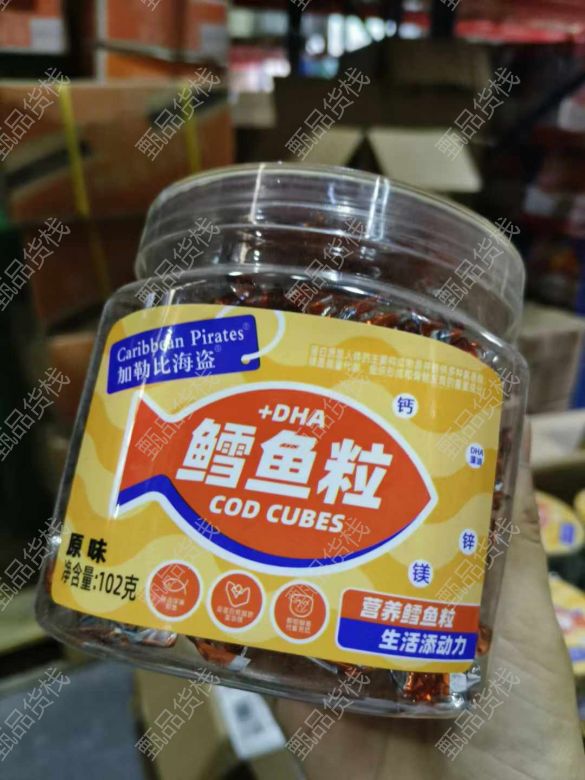 Caribbean Pirates®
加勒比海盗®
+DHA
鳕鱼粒
COD CUBES
钙
DHA
藻油
锌
镁
原味
净含量:102克
营养鳕鱼粒
生活添动力
甄品货栈